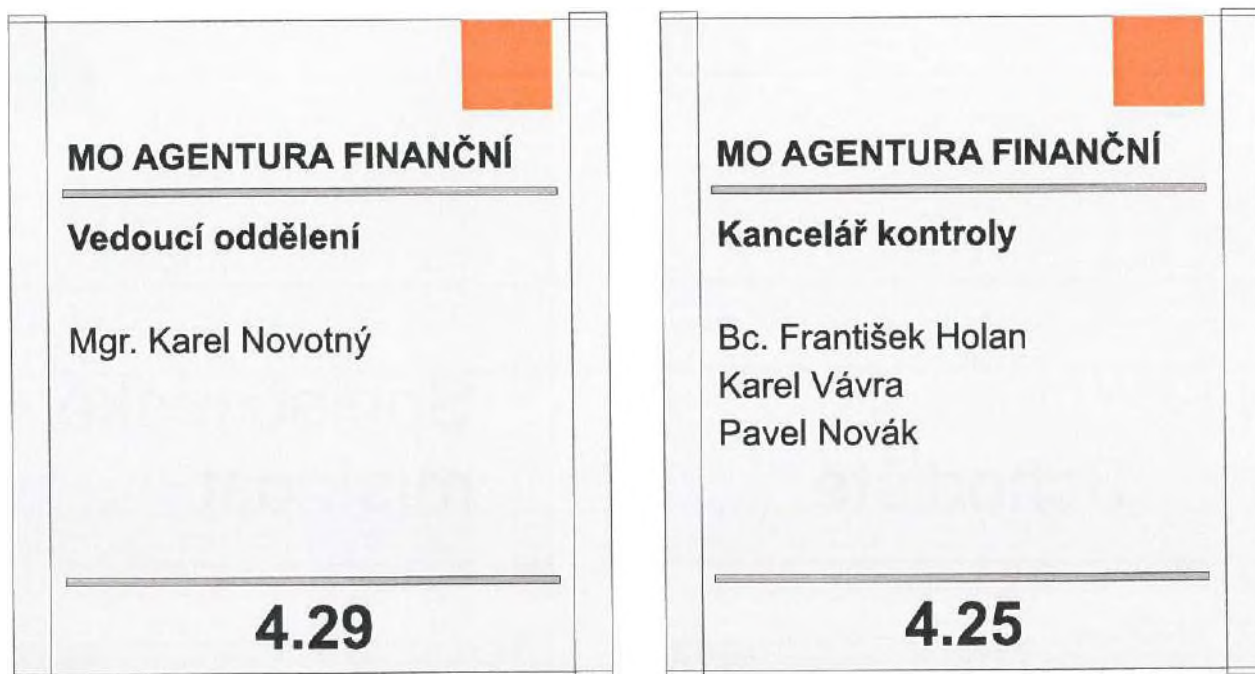 MO AGENTURA FINANČNÍ
Vedoucí oddělení
Mgr. Karel Novotný
4.29
MO AGENTURA FINANČNÍ
Kancelář kontroly
Bc. František Holan
Karel Vávra
Pavel Novák
4.25